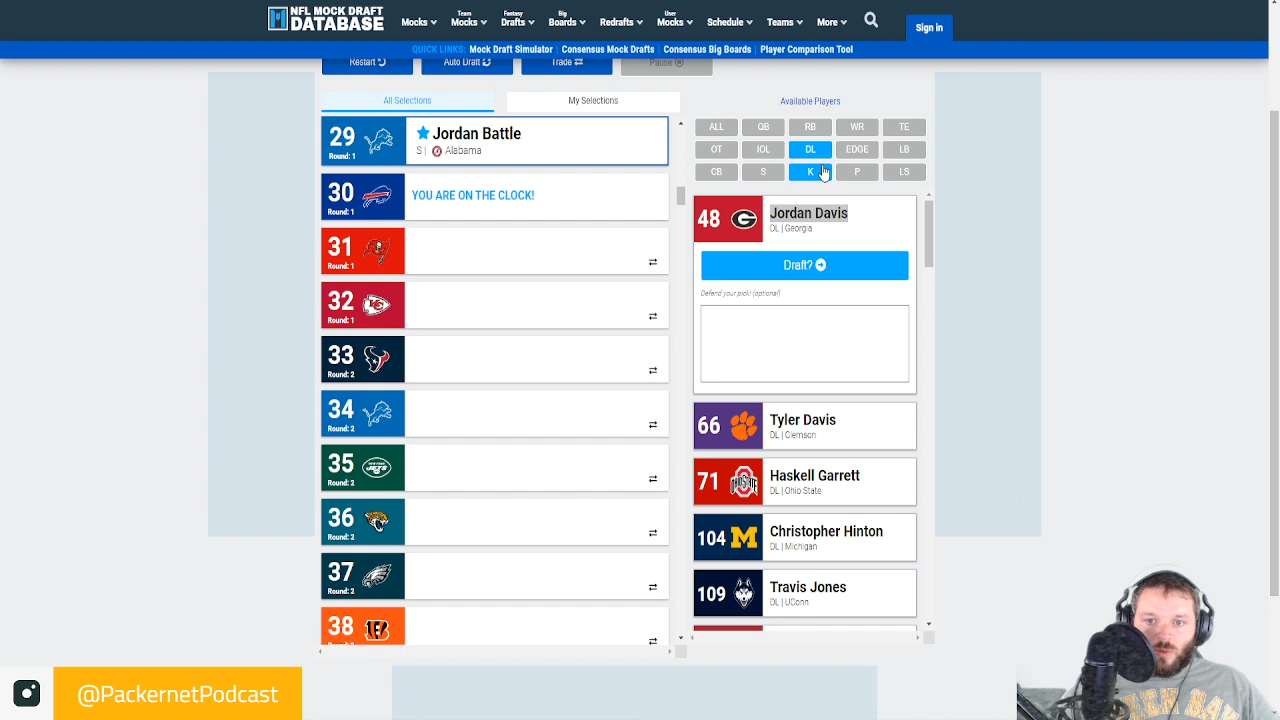 NFL MOCK DRAFT
DATABASE
Mocks
Team
Mocks
Fantasy
Drafts
Big
Boards
Redrafts
User
Mocks
Schedule
Teams
More
Sign in
QUICK LINKS: Mock Draft Simulator Consensus Mock Drafts Consensus Big Boards Player Comparison Tool
Restart
Auto Draft
Trade
Pause
All Selections
My Selections
29
Round: 1
Jordan Battle
S | Alabama
30
Round: 1
YOU ARE ON THE CLOCK!
31
Round: 1
32
Round: 1
33
Round: 2
34
Round: 2
35
Round: 2
36
Round: 2
37
Round: 2
38
Available Players
ALL QB RB WR TE
OT IOL DL EDGE LB
CB S K P LS
48
Jordan Davis
DL | Georgia
Draft?
Defend your pick! (optional)
66
Tyler Davis
DL | Clemson
71
Haskell Garrett
DL | Ohio State
104
Christopher Hinton
DL | Michigan
109
Travis Jones
DL | UConn
@PackernetPodcast